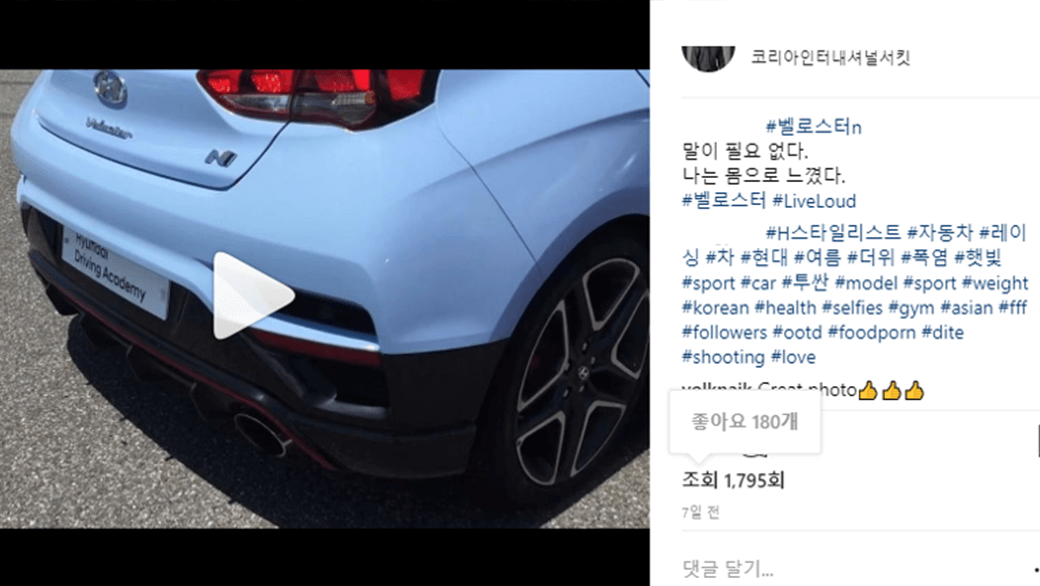 Veloster
N
Hyundai
Driving Academy
코리아인터내셔널서킷
#벨로스터n
말이 필요 없다.
나는 몸으로 느꼈다.
#벨로스터 #LiveLoud
#H스타일리스트 #자동차 #레이
싱 #차 #현대 #여름 #더위 #폭염 #햇빛
#sport #car #투싼 #model #sport #weight
#korean #health #selfies #gym #asian #fff
#followers #ootd #foodporn #dite
#shooting #love
volknaik Great photo👍👍👍
좋아요 180개
조회 1,795회
7일 전
댓글 달기...